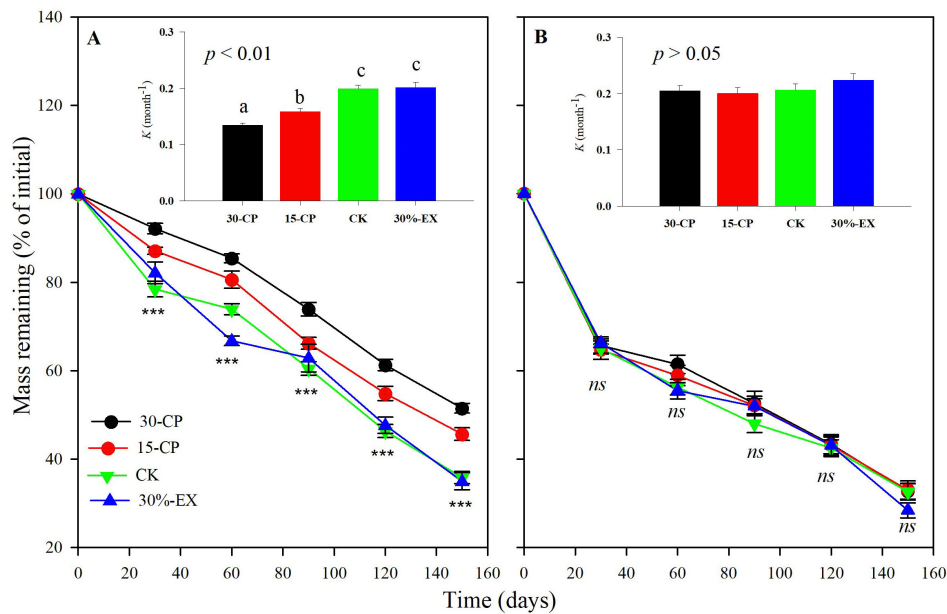 Mass remaining (% of initial)
140
120
100
80
60
40
20
A
p < 0.01
K (month⁻¹)
0.3
0.2
0.1
0.0
a
b
c
c
30-CP
15-CP
CK
30%-EX
***
***
***
***
***
30-CP
15-CP
CK
30%-EX
0 20 40 60 80 100 120 140 160
B
p > 0.05
K (month⁻¹)
0.3
0.2
0.1
0.0
30-CP
15-CP
CK
30%-EX
ns
ns
ns
ns
ns
0 20 40 60 80 100 120 140 160
Time (days)